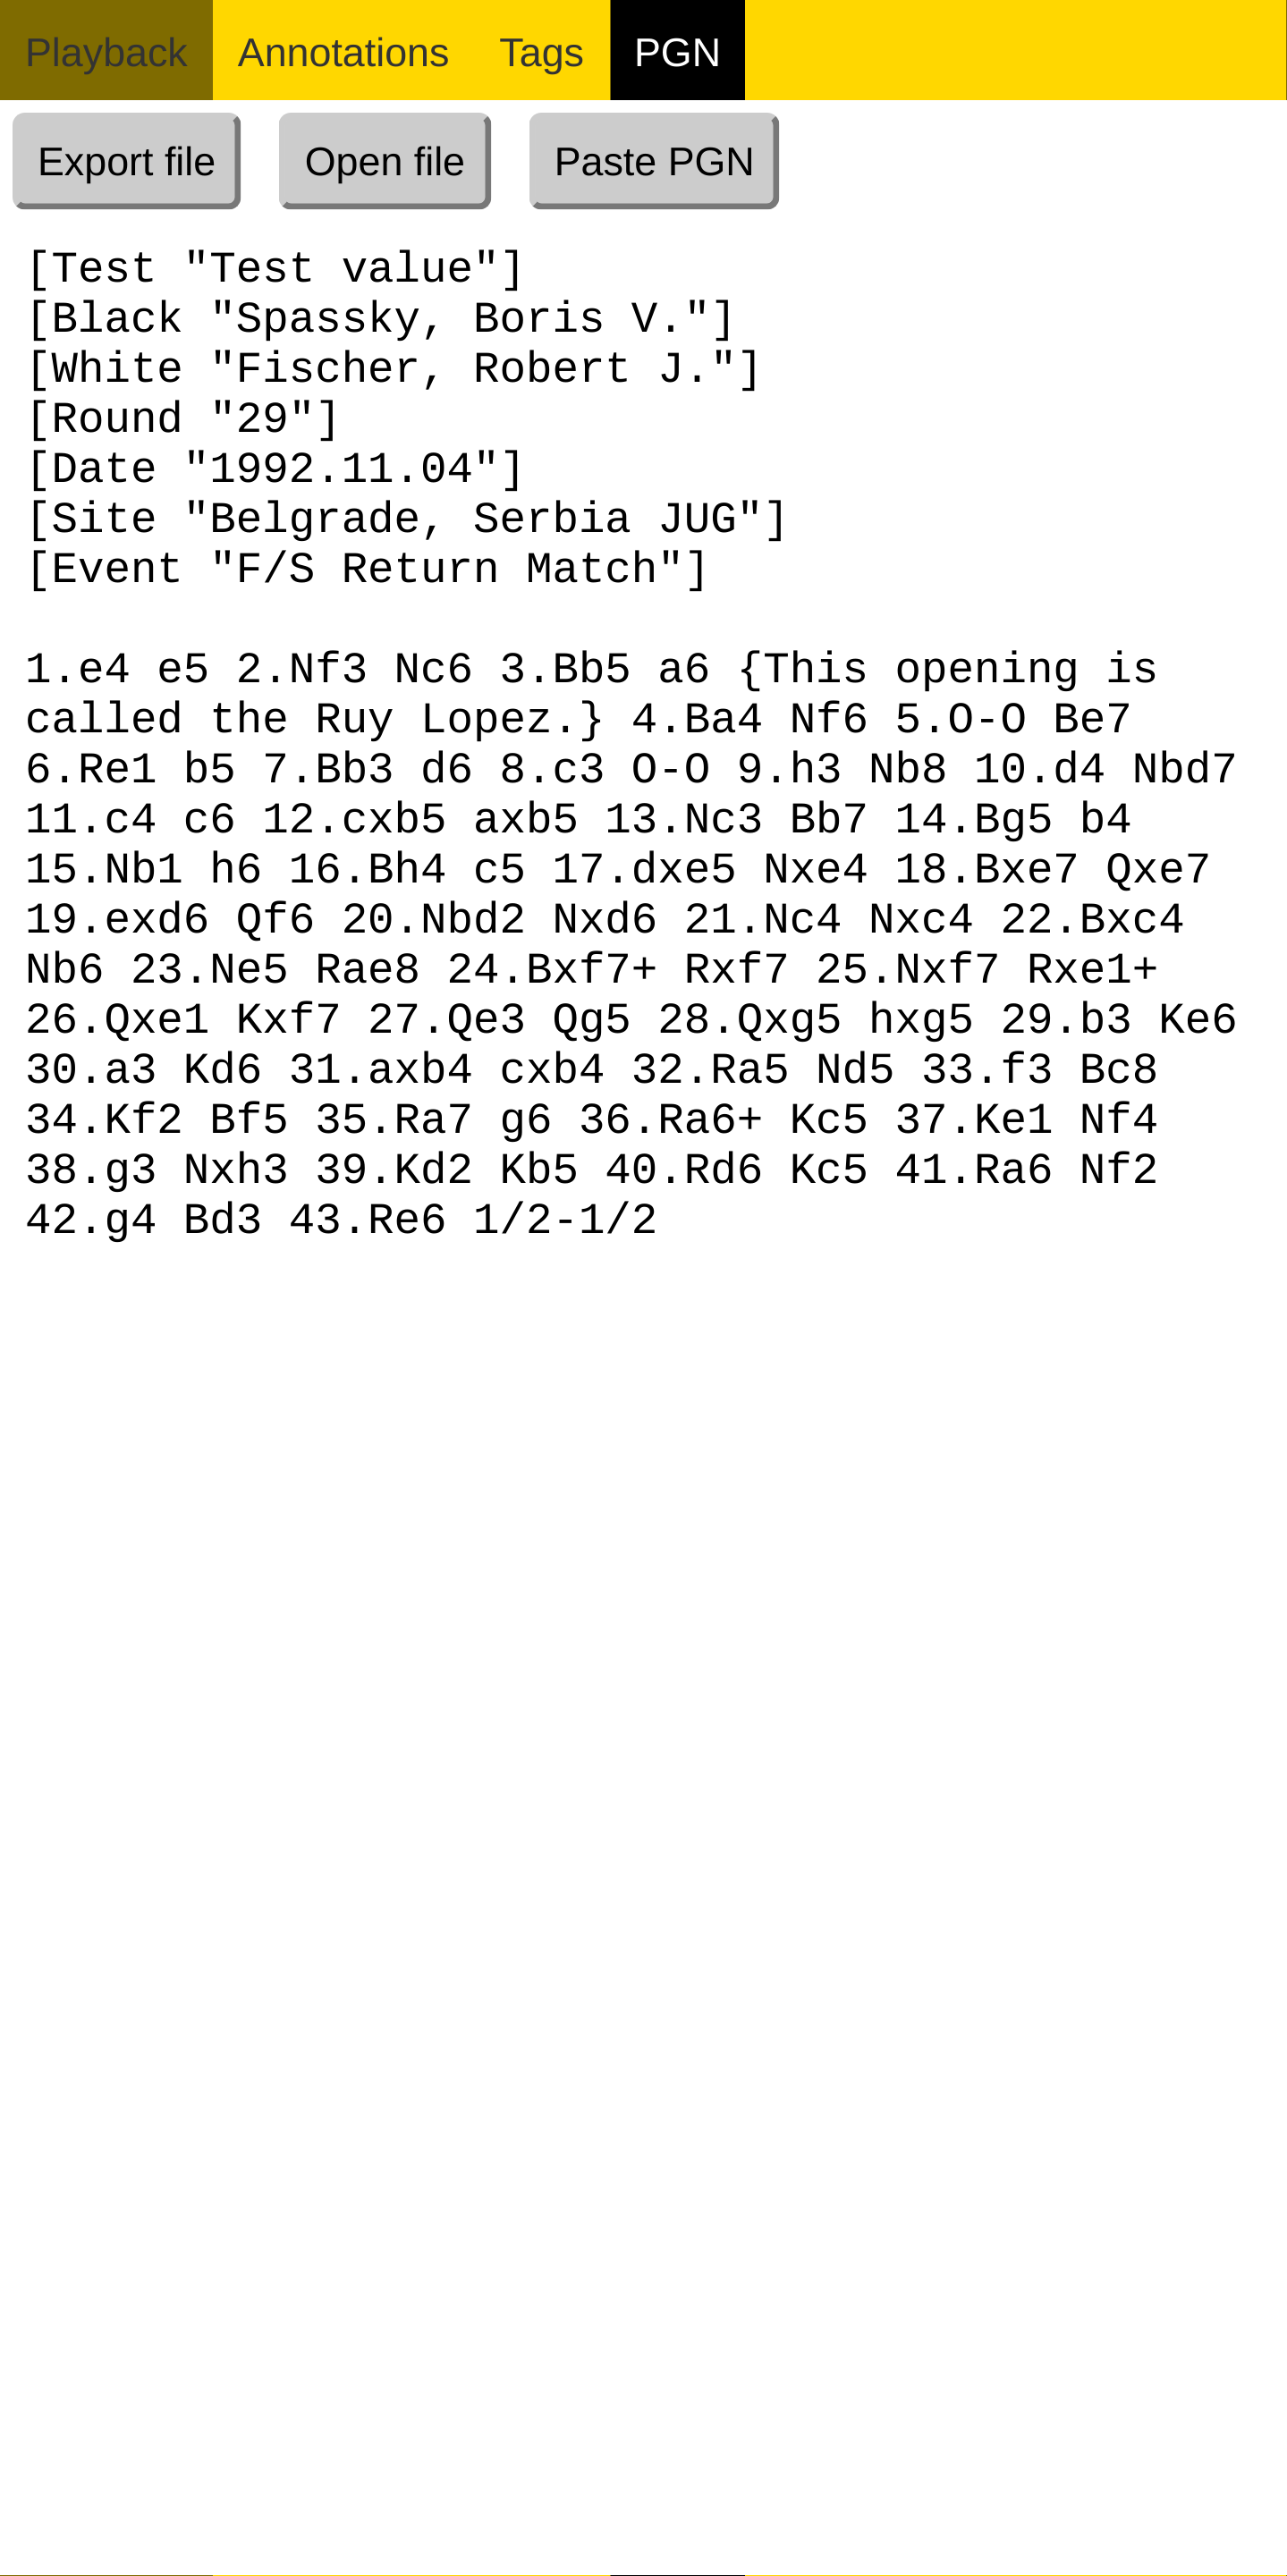 Playback Annotations Tags PGN
Export file Open file Paste PGN
[Test "Test value"]
[Black "Spassky, Boris V."]
[White "Fischer, Robert J."]
[Round "29"]
[Date "1992.11.04"]
[Site "Belgrade, Serbia JUG"]
[Event "F/S Return Match"]

1.e4 e5 2.Nf3 Nc6 3.Bb5 a6 {This opening is
called the Ruy Lopez.} 4.Ba4 Nf6 5.O-O Be7
6.Re1 b5 7.Bb3 d6 8.c3 O-O 9.h3 Nb8 10.d4 Nbd7
11.c4 c6 12.cxb5 axb5 13.Nc3 Bb7 14.Bg5 b4
15.Nb1 h6 16.Bh4 c5 17.dxe5 Nxe4 18.Bxe7 Qxe7
19.exd6 Qf6 20.Nbd2 Nxd6 21.Nc4 Nxc4 22.Bxc4
Nb6 23.Ne5 Rae8 24.Bxf7+ Rxf7 25.Nxf7 Rxe1+
26.Qxe1 Kxf7 27.Qe3 Qg5 28.Qxg5 hxg5 29.b3 Ke6
30.a3 Kd6 31.axb4 cxb4 32.Ra5 Nd5 33.f3 Bc8
34.Kf2 Bf5 35.Ra7 g6 36.Ra6+ Kc5 37.Ke1 Nf4
38.g3 Nxh3 39.Kd2 Kb5 40.Rd6 Kc5 41.Ra6 Nf2
42.g4 Bd3 43.Re6 1/2-1/2